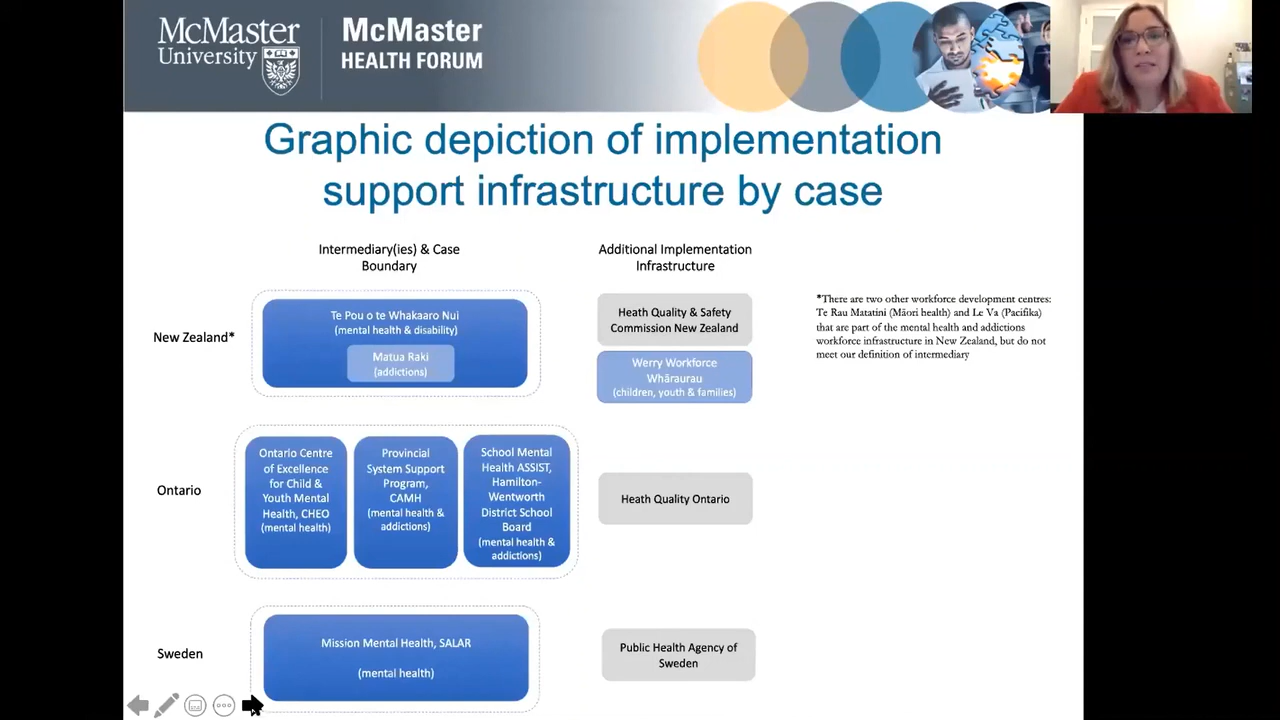 McMaster
University
McMaster
HEALTH FORUM
Graphic depiction of implementation
support infrastructure by case
Intermediary(ies) & Case
Boundary
Additional Implementation
Infrastructure
New Zealand*
Te Pou o te Whakaaro Nui
(mental health & disability)
Matua Raki
(addictions)
Heath Quality & Safety
Commission New Zealand
Werry Workforce
Whāraurau
(children, youth & families)
*There are two other workforce development centres:
Te Rau Matatini (Māori health) and Le Va (Pacifika)
that are part of the mental health and addictions
workforce infrastructure in New Zealand, but do not
meet our definition of intermediary
Ontario
Ontario Centre
of Excellence
for Child &
Youth Mental
Health, CHEO
(mental health)
Provincial
System Support
Program,
CAMH
(mental health &
addictions)
School Mental
Health ASSIST,
Hamilton-
Wentworth
District School
Board
(mental health &
addictions)
Heath Quality Ontario
Sweden
Mission Mental Health, SALAR
(mental health)
Public Health Agency of
Sweden